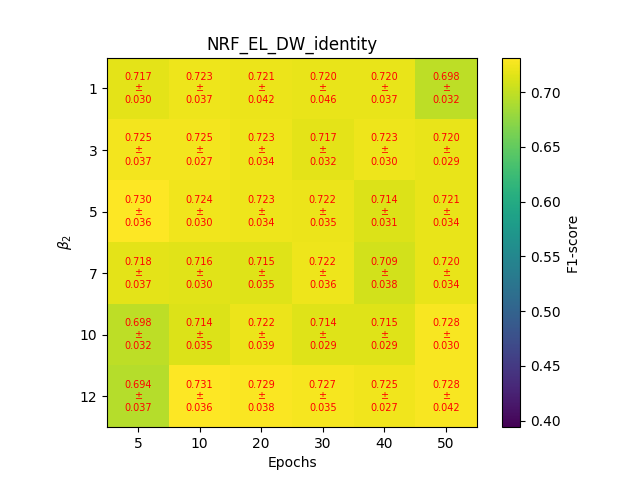 NRF_EL_DW_identity
1
0.717 ± 0.030
0.723 ± 0.037
0.721 ± 0.042
0.720 ± 0.046
0.720 ± 0.037
0.698 ± 0.032
3
0.725 ± 0.037
0.725 ± 0.027
0.723 ± 0.034
0.717 ± 0.032
0.723 ± 0.030
0.720 ± 0.029
5
0.730 ± 0.036
0.724 ± 0.030
0.723 ± 0.034
0.722 ± 0.035
0.714 ± 0.031
0.721 ± 0.034
7
0.718 ± 0.037
0.716 ± 0.030
0.715 ± 0.035
0.722 ± 0.036
0.709 ± 0.038
0.720 ± 0.034
10
0.698 ± 0.032
0.714 ± 0.035
0.722 ± 0.039
0.714 ± 0.029
0.715 ± 0.029
0.728 ± 0.030
12
0.694 ± 0.037
0.731 ± 0.036
0.729 ± 0.038
0.727 ± 0.035
0.725 ± 0.027
0.728 ± 0.042
β₂
5 10 20 30 40 50
Epochs
0.70
0.65
0.60
0.55
0.50
0.45
0.40
F1-score